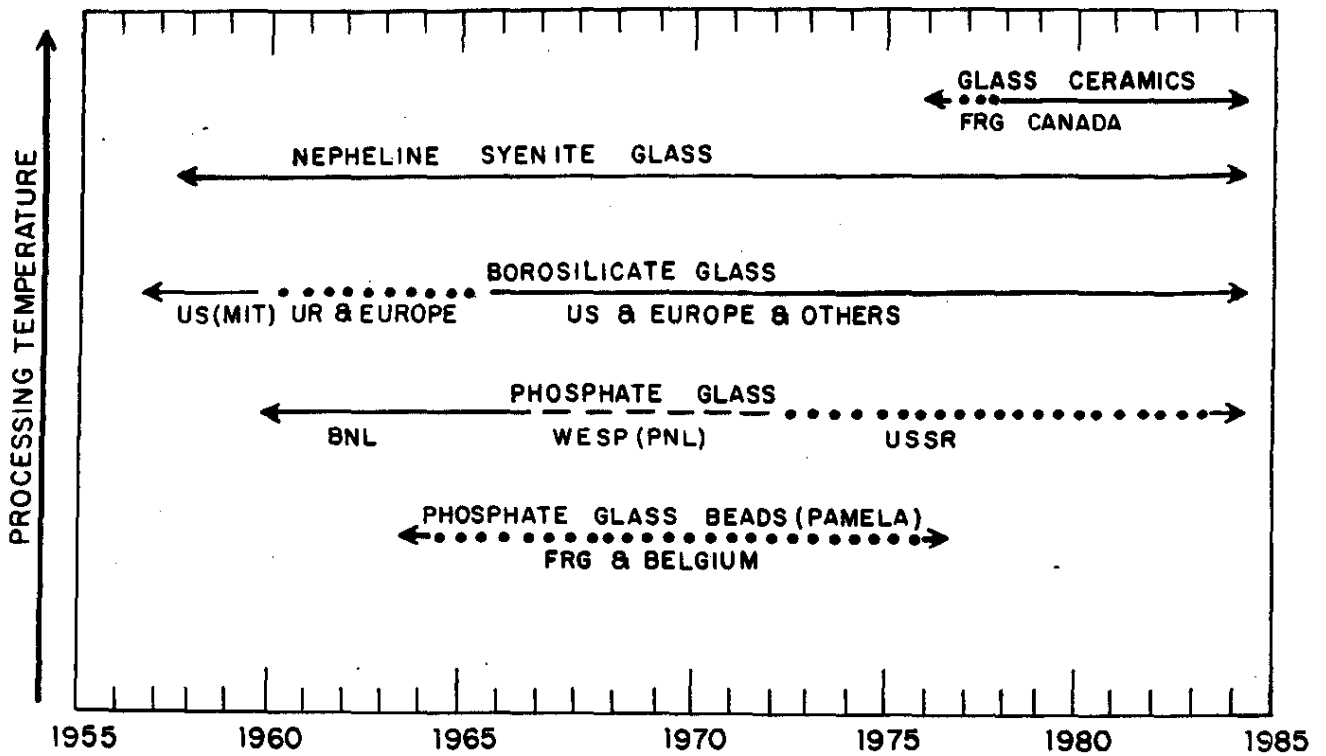 GLASS CERAMICS
FRG CANADA
NEPHELINE SYENITE GLASS
BOROSILICATE GLASS
US(MIT) UR & EUROPE
US & EUROPE & OTHERS
PHOSPHATE GLASS
BNL
WESP (PNL)
USSR
PHOSPHATE GLASS BEADS (PAMELA)
FRG & BELGIUM
PROCESSING TEMPERATURE
1955 1960 1965 1970 1975 1980 1985